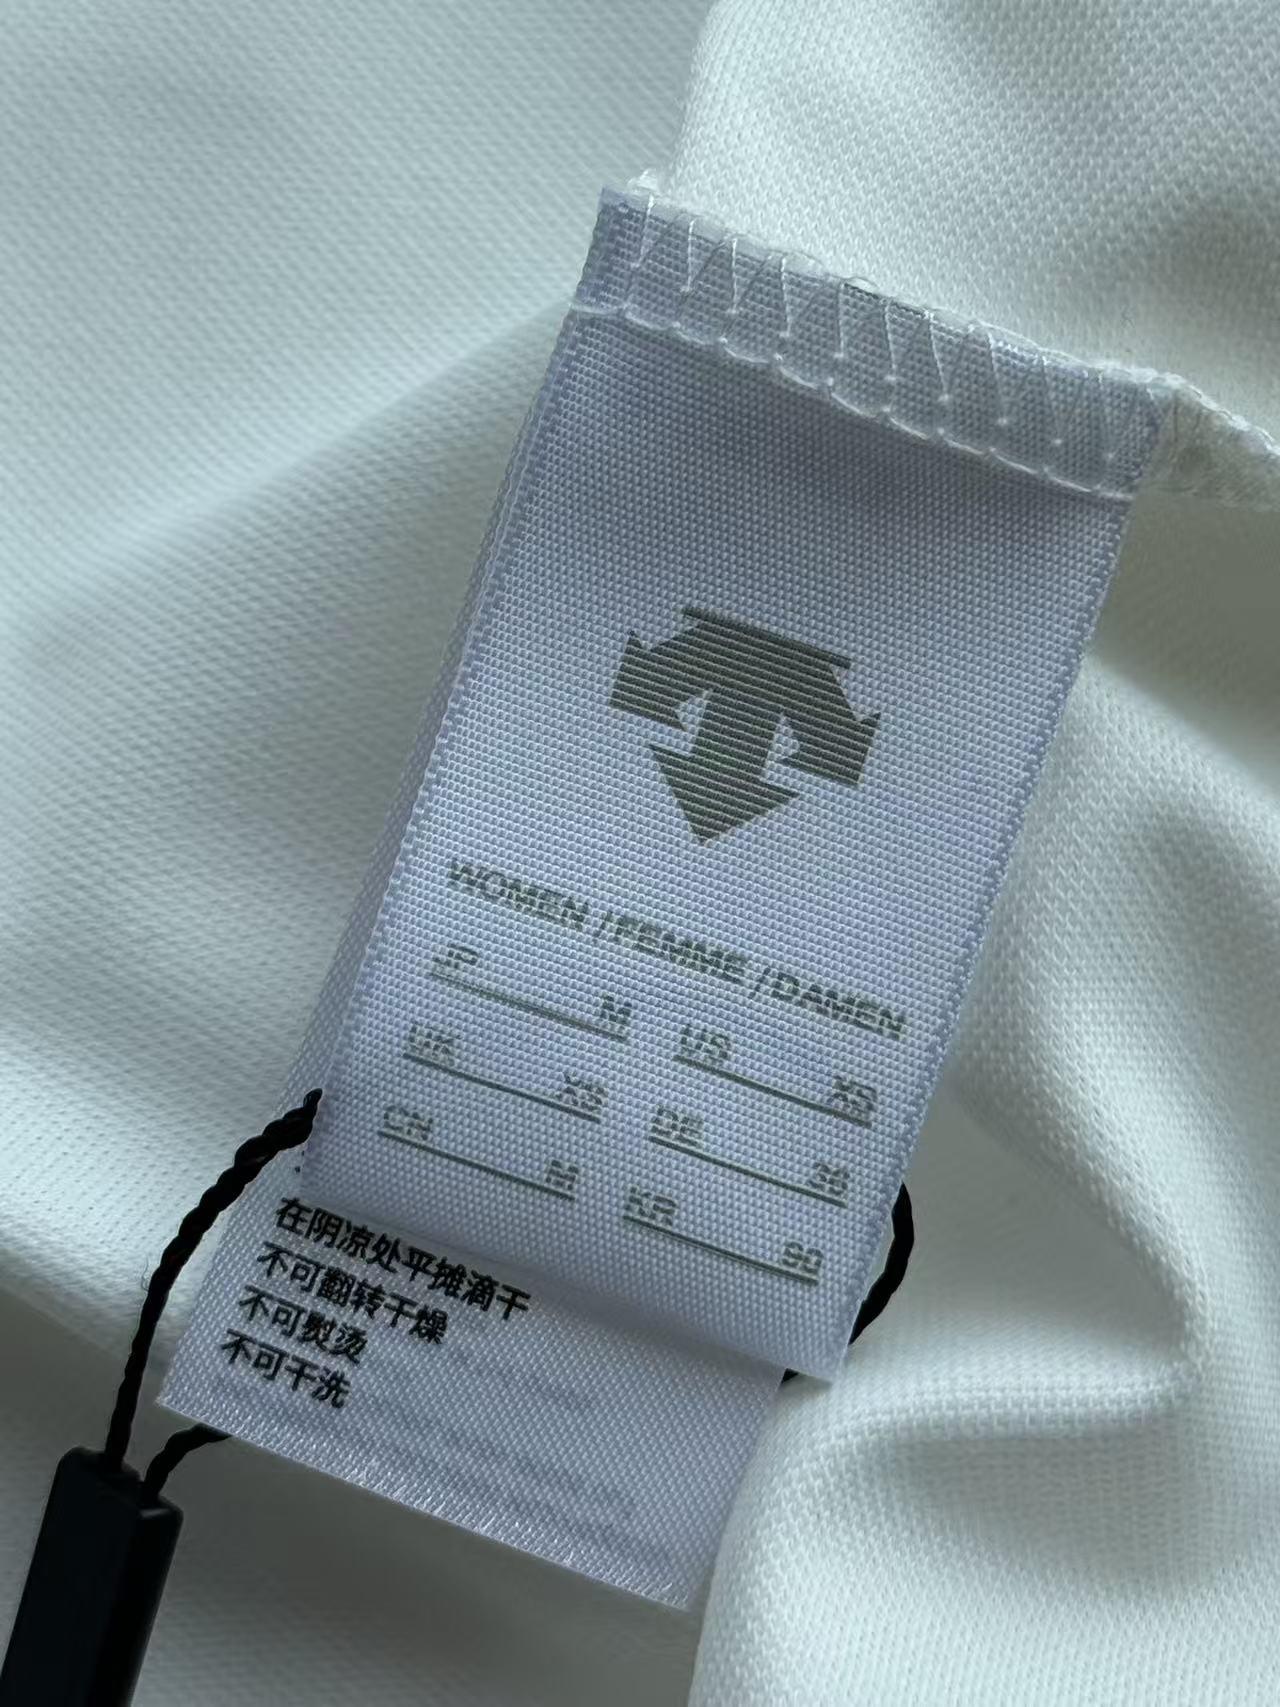 WOMEN / FEMME / DAMEN
JP M US XS
UK XS DE 36
CN M KR 90
在阴凉处平摊滴干
不可翻转干燥
不可熨烫
不可干洗